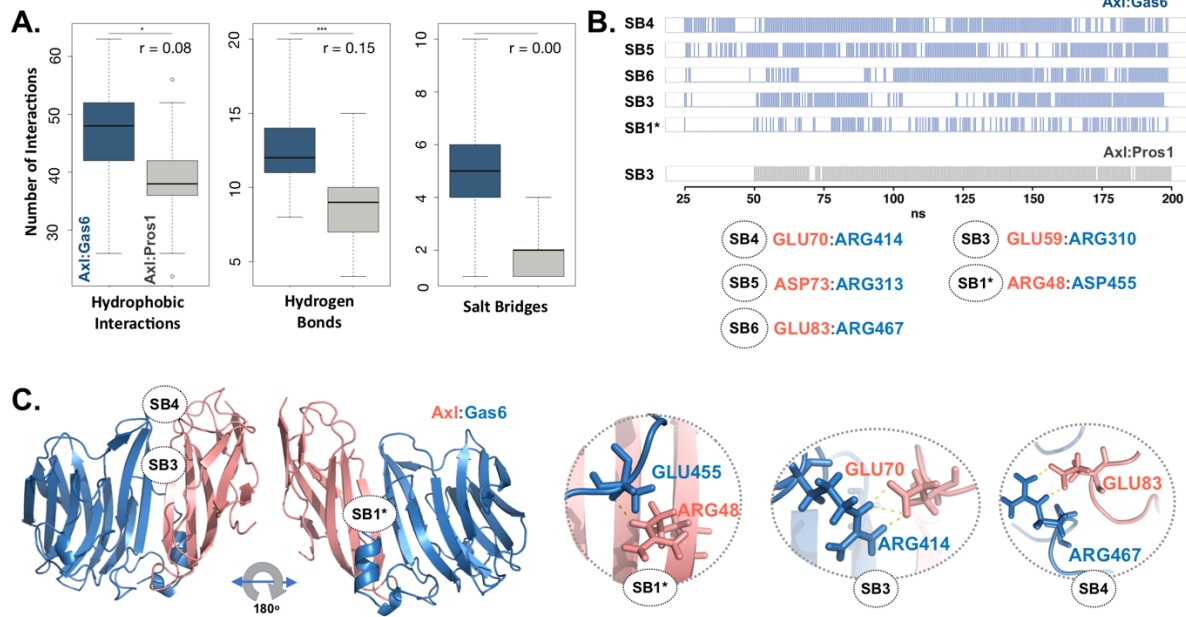 A.
Number of Interactions
60
50
40
30
*
r = 0.08
Axl:Gas6
Axl:Pros1
Hydrophobic
Interactions
20
15
10
5
***
r = 0.15
Hydrogen
Bonds
10
8
6
4
2
0
r = 0.00
Salt Bridges
B.
Axl:Gas6
SB4
SB5
SB6
SB3
SB1*
Axl:Pros1
SB3
25 50 75 100 125 150 175 200
ns
SB4 GLU70:ARG414
SB3 GLU59:ARG310
SB5 ASP73:ARG313
SB1* ARG48:ASP455
SB6 GLU83:ARG467
C.
SB4
SB3
Axl:Gas6
SB1*
180o
GLU455
ARG48
SB1*
GLU70
ARG414
SB3
GLU83
ARG467
SB4